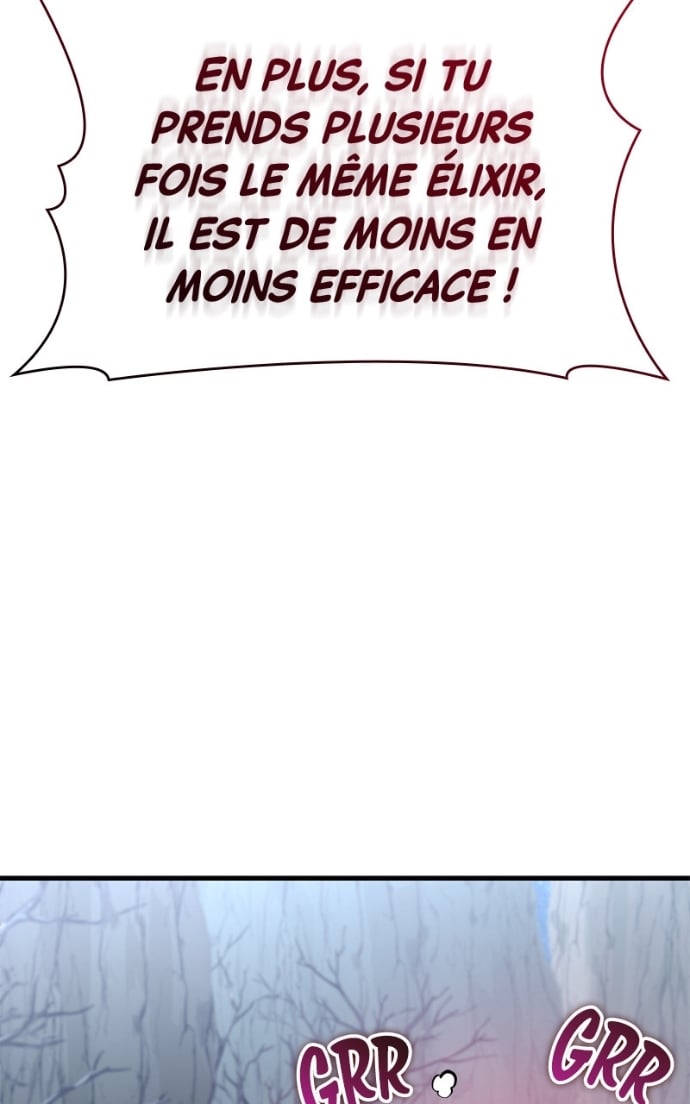 EN PLUS, SI TU
PRENDS PLUSIEURS
FOIS LE MÊME ÉLIXIR,
IL EST DE MOINS EN
MOINS EFFICACE !
GRR
GRR